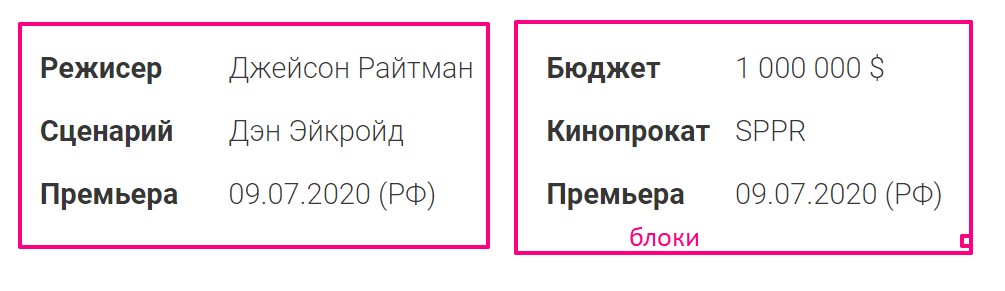 Режисер Джейсон Райтман
Сценарий Дэн Эйкройд
Премьера 09.07.2020 (РФ)
Бюджет 1 000 000 $
Кинопрокат SPPR
Премьера 09.07.2020 (РФ)
блоки